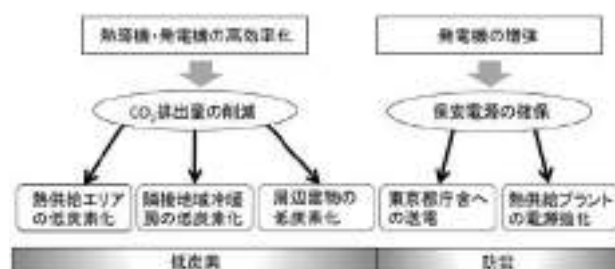 熱源機・発電機の高効率化
発電機の増強
CO₂排出量の削減
保安電源の確保
熱供給エリア
の低炭素化
隣接地域冷暖
房の低炭素化
周辺建物の
低炭素化
東京都庁舎へ
の送電
熱供給プラント
の電源強化
低炭素
防災